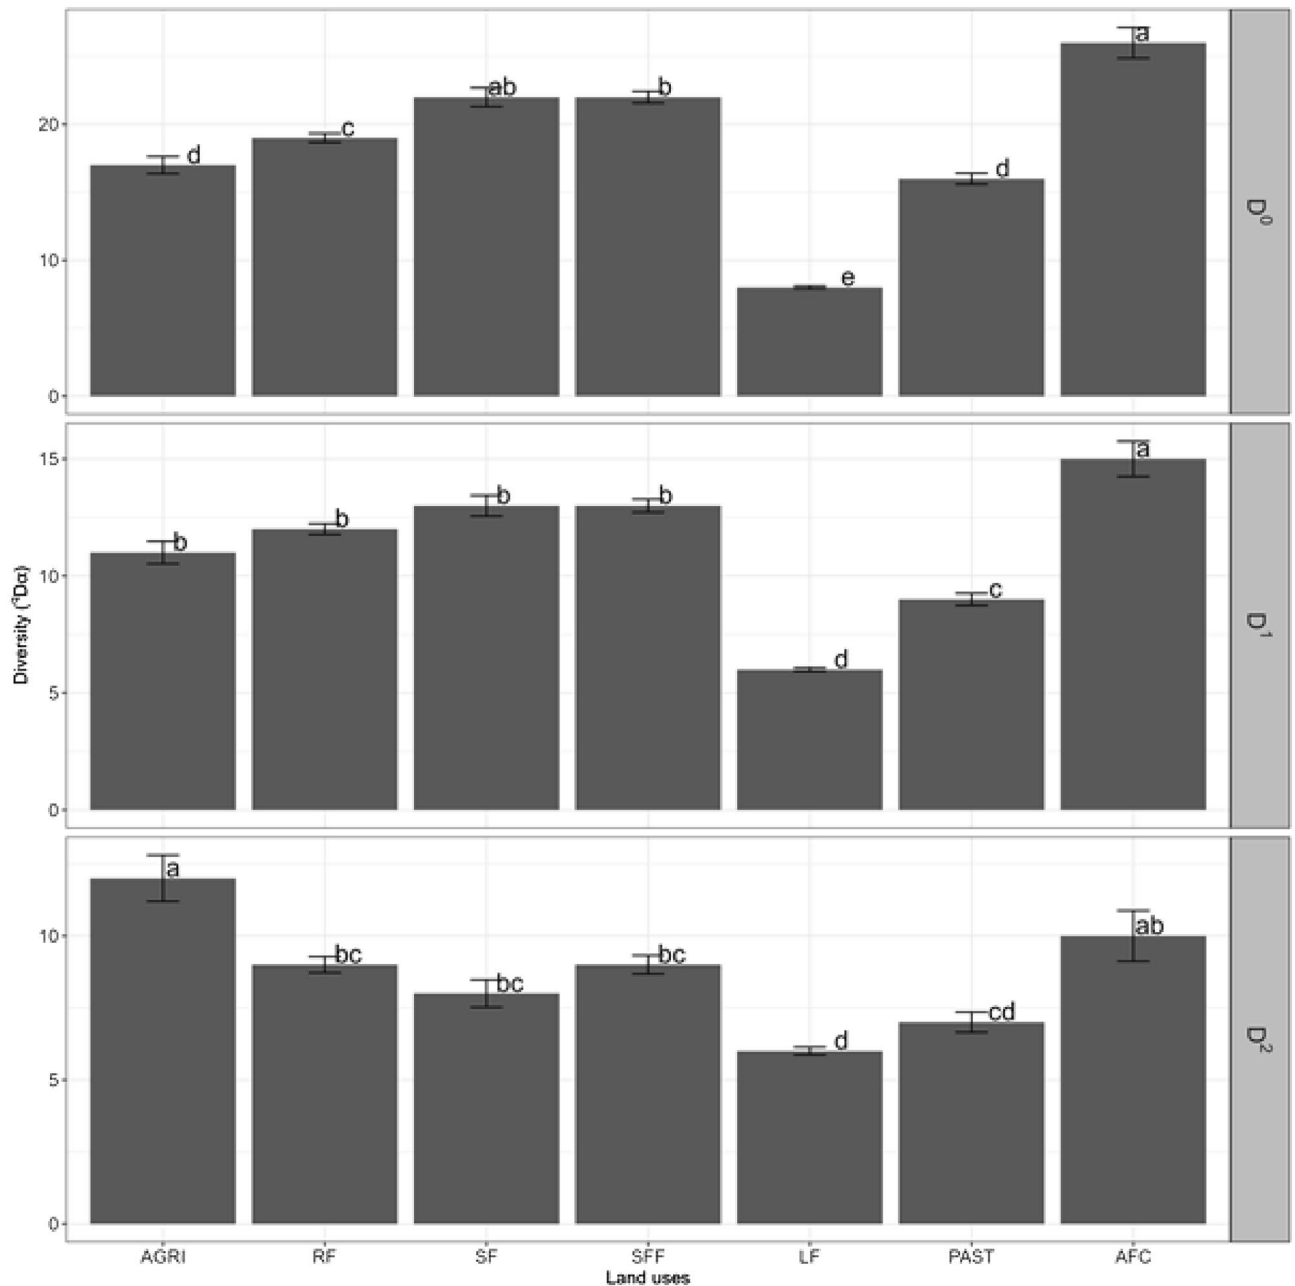 20
10
0
d
c
ab
b
e
d
a
D⁰
15
10
5
0
b
b
b
b
d
c
a
D¹
10
5
0
a
bc
bc
bc
d
cd
ab
D²
Diversity (qDα)
AGRI RF SF SFF LF PAST AFC
Land uses